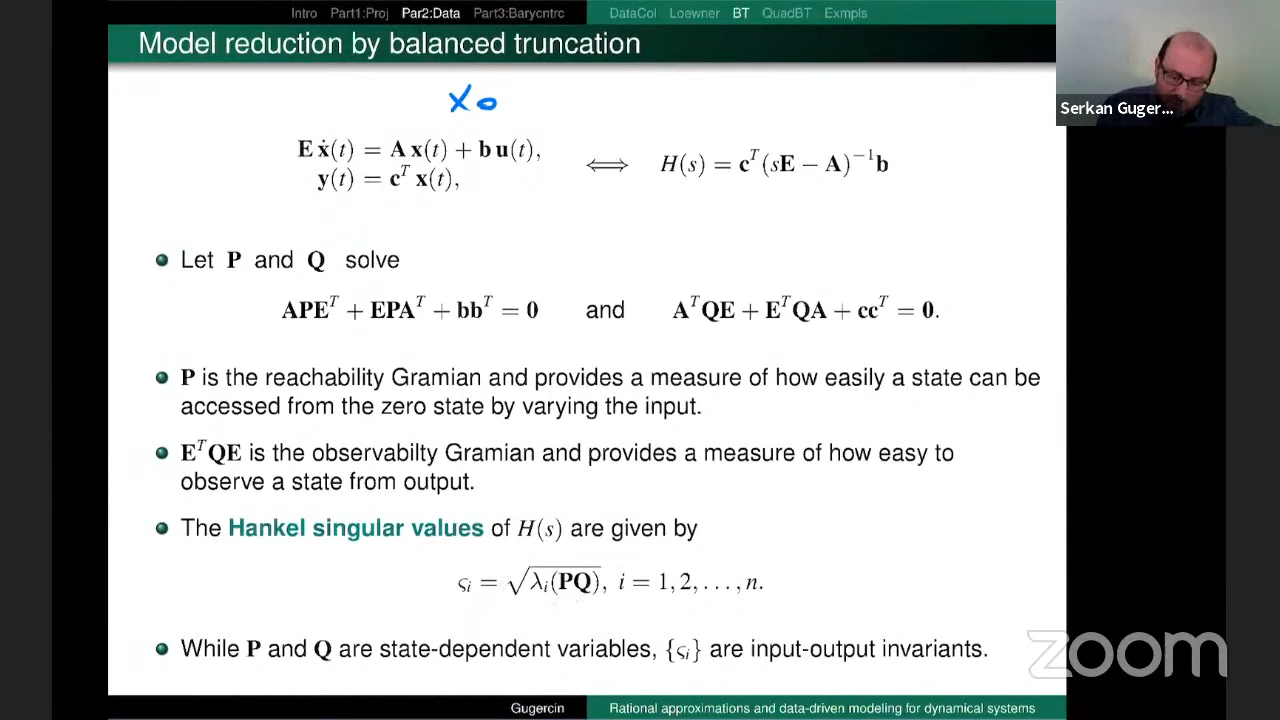 Intro Part1:Proj Par2:Data Part3:Barycntrc DataCol Loewner BT QuadBT Exmpls
Model reduction by balanced truncation
x₀
E ẋ(t) = A x(t) + b u(t),
y(t) = cᵀ x(t),
⟺ H(s) = cᵀ(sE − A)⁻¹b
Let P and Q solve
APEᵀ + EPAᵀ + bbᵀ = 0 and AᵀQE + EᵀQA + ccᵀ = 0.
P is the reachability Gramian and provides a measure of how easily a state can be
accessed from the zero state by varying the input.
EᵀQE is the observabilty Gramian and provides a measure of how easy to
observe a state from output.
The Hankel singular values of H(s) are given by
ςᵢ = √λᵢ(PQ), i = 1, 2, . . . , n.
While P and Q are state-dependent variables, {ςᵢ} are input-output invariants.
Gugercin Rational approximations and data-driven modeling for dynamical systems
Serkan Guger...
zoom